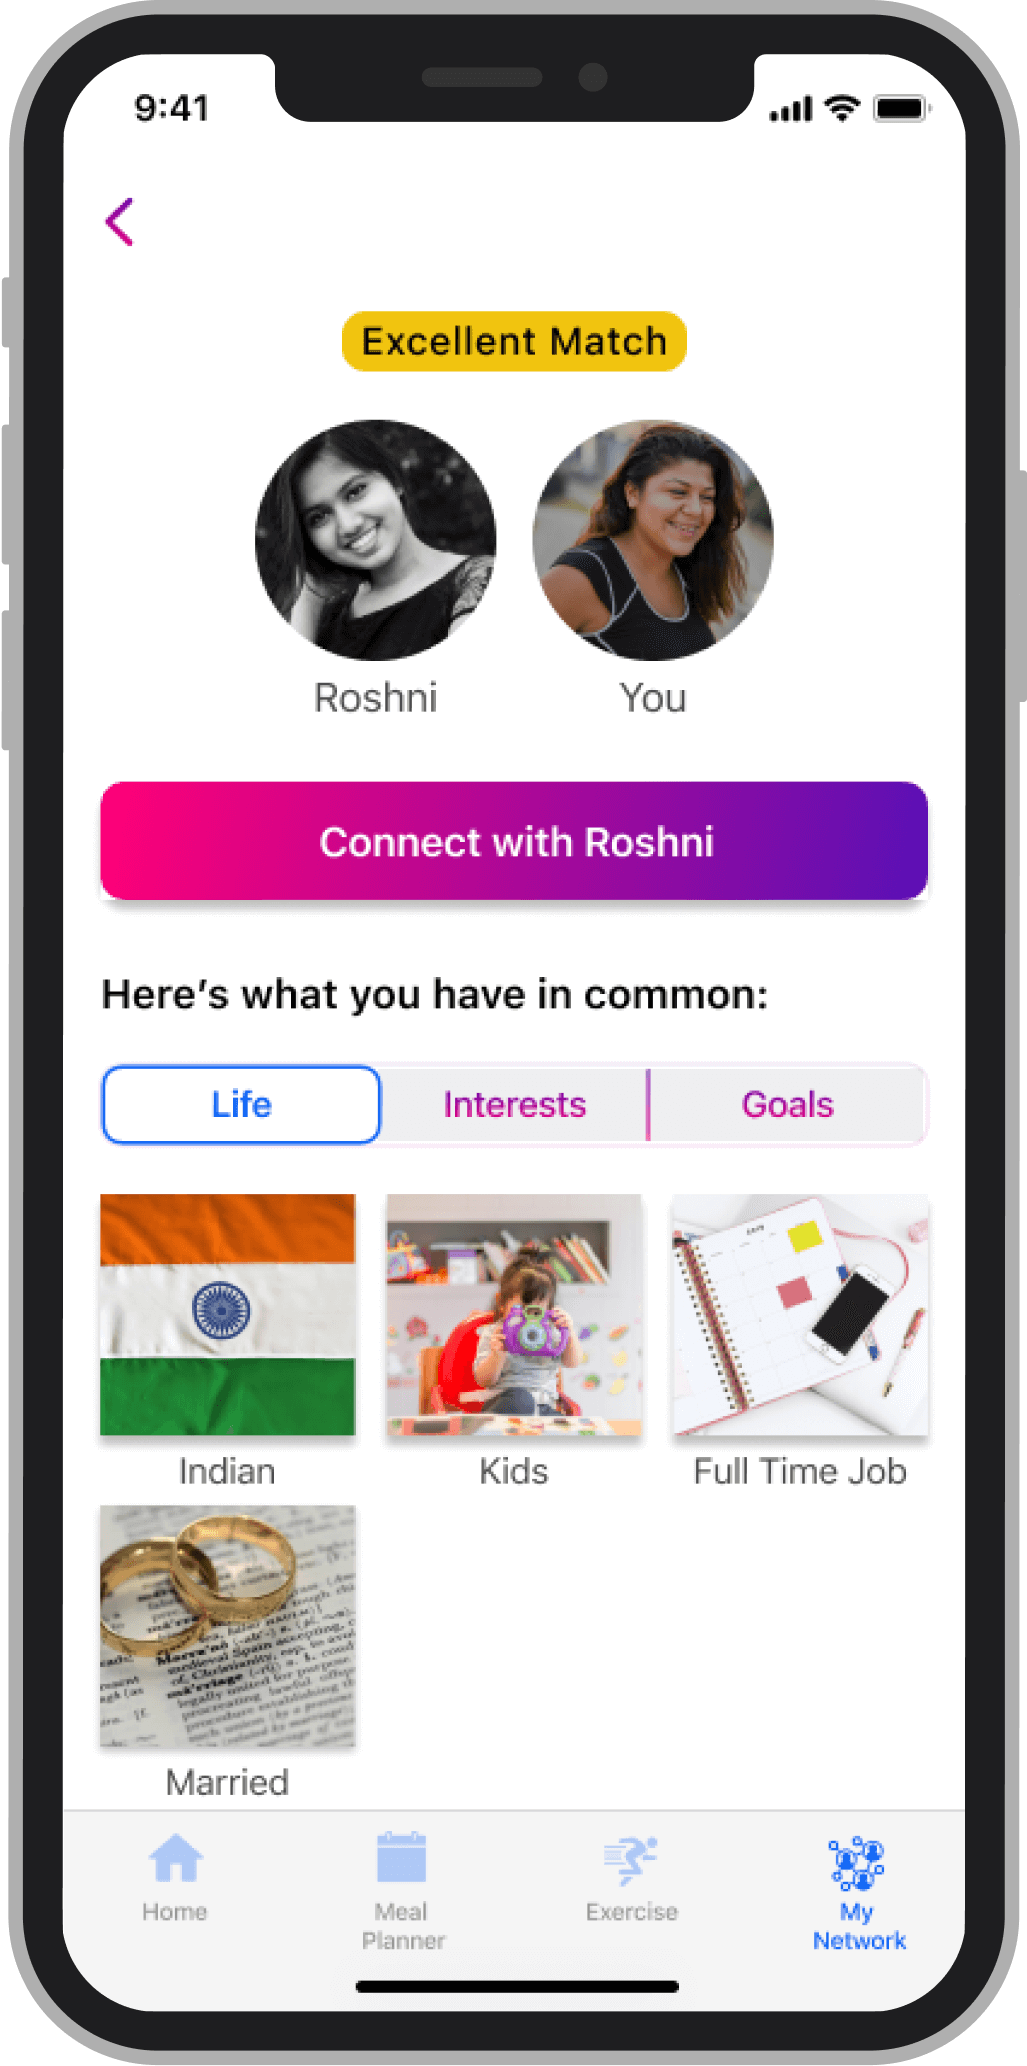 9:41
Excellent Match
Roshni
You
Connect with Roshni
Here's what you have in common:
Life
Interests
Goals
Indian
Kids
Full Time Job
Married
Home
Meal
Planner
Exercise
My
Network